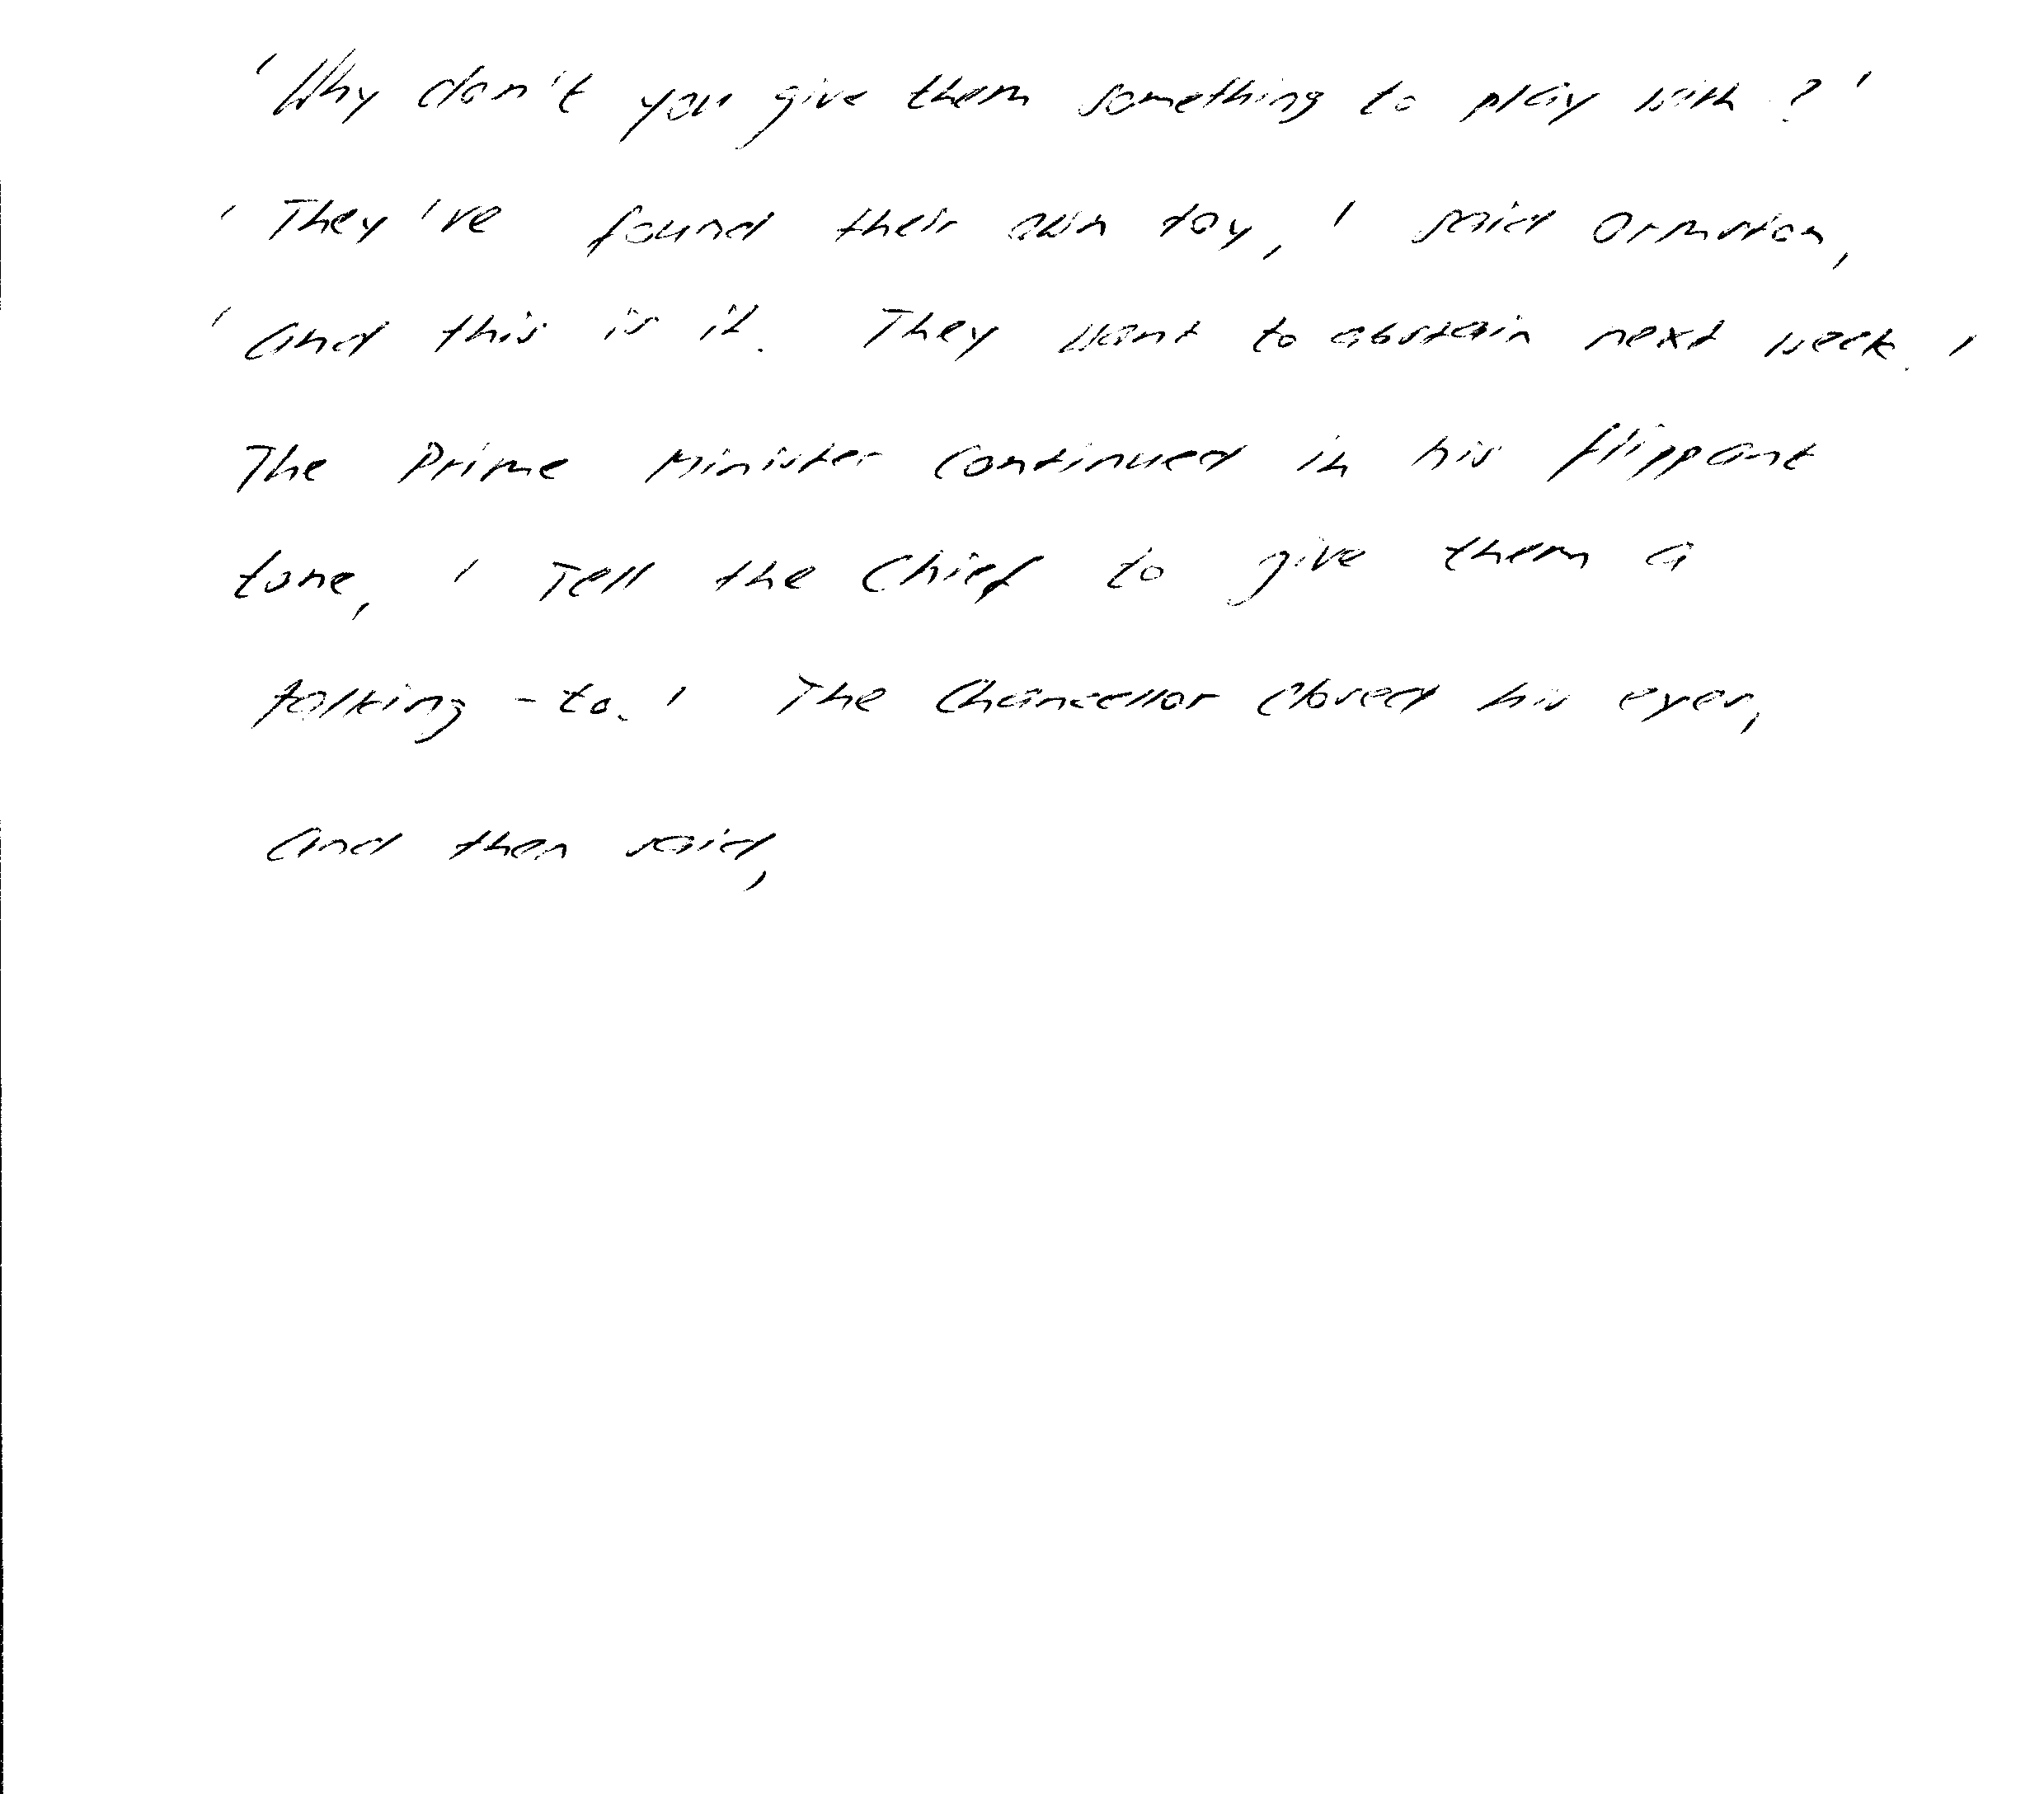 'Why don't you give them something to play with?'
'They've found their own toy,' said Ormston,
'and this is it. They want to abstain next week.'
The Prime Minister continued in his flippant
tone, 'Tell the Chief to give them a
talking-to.' The Chancellor closed his eyes,
and then said,